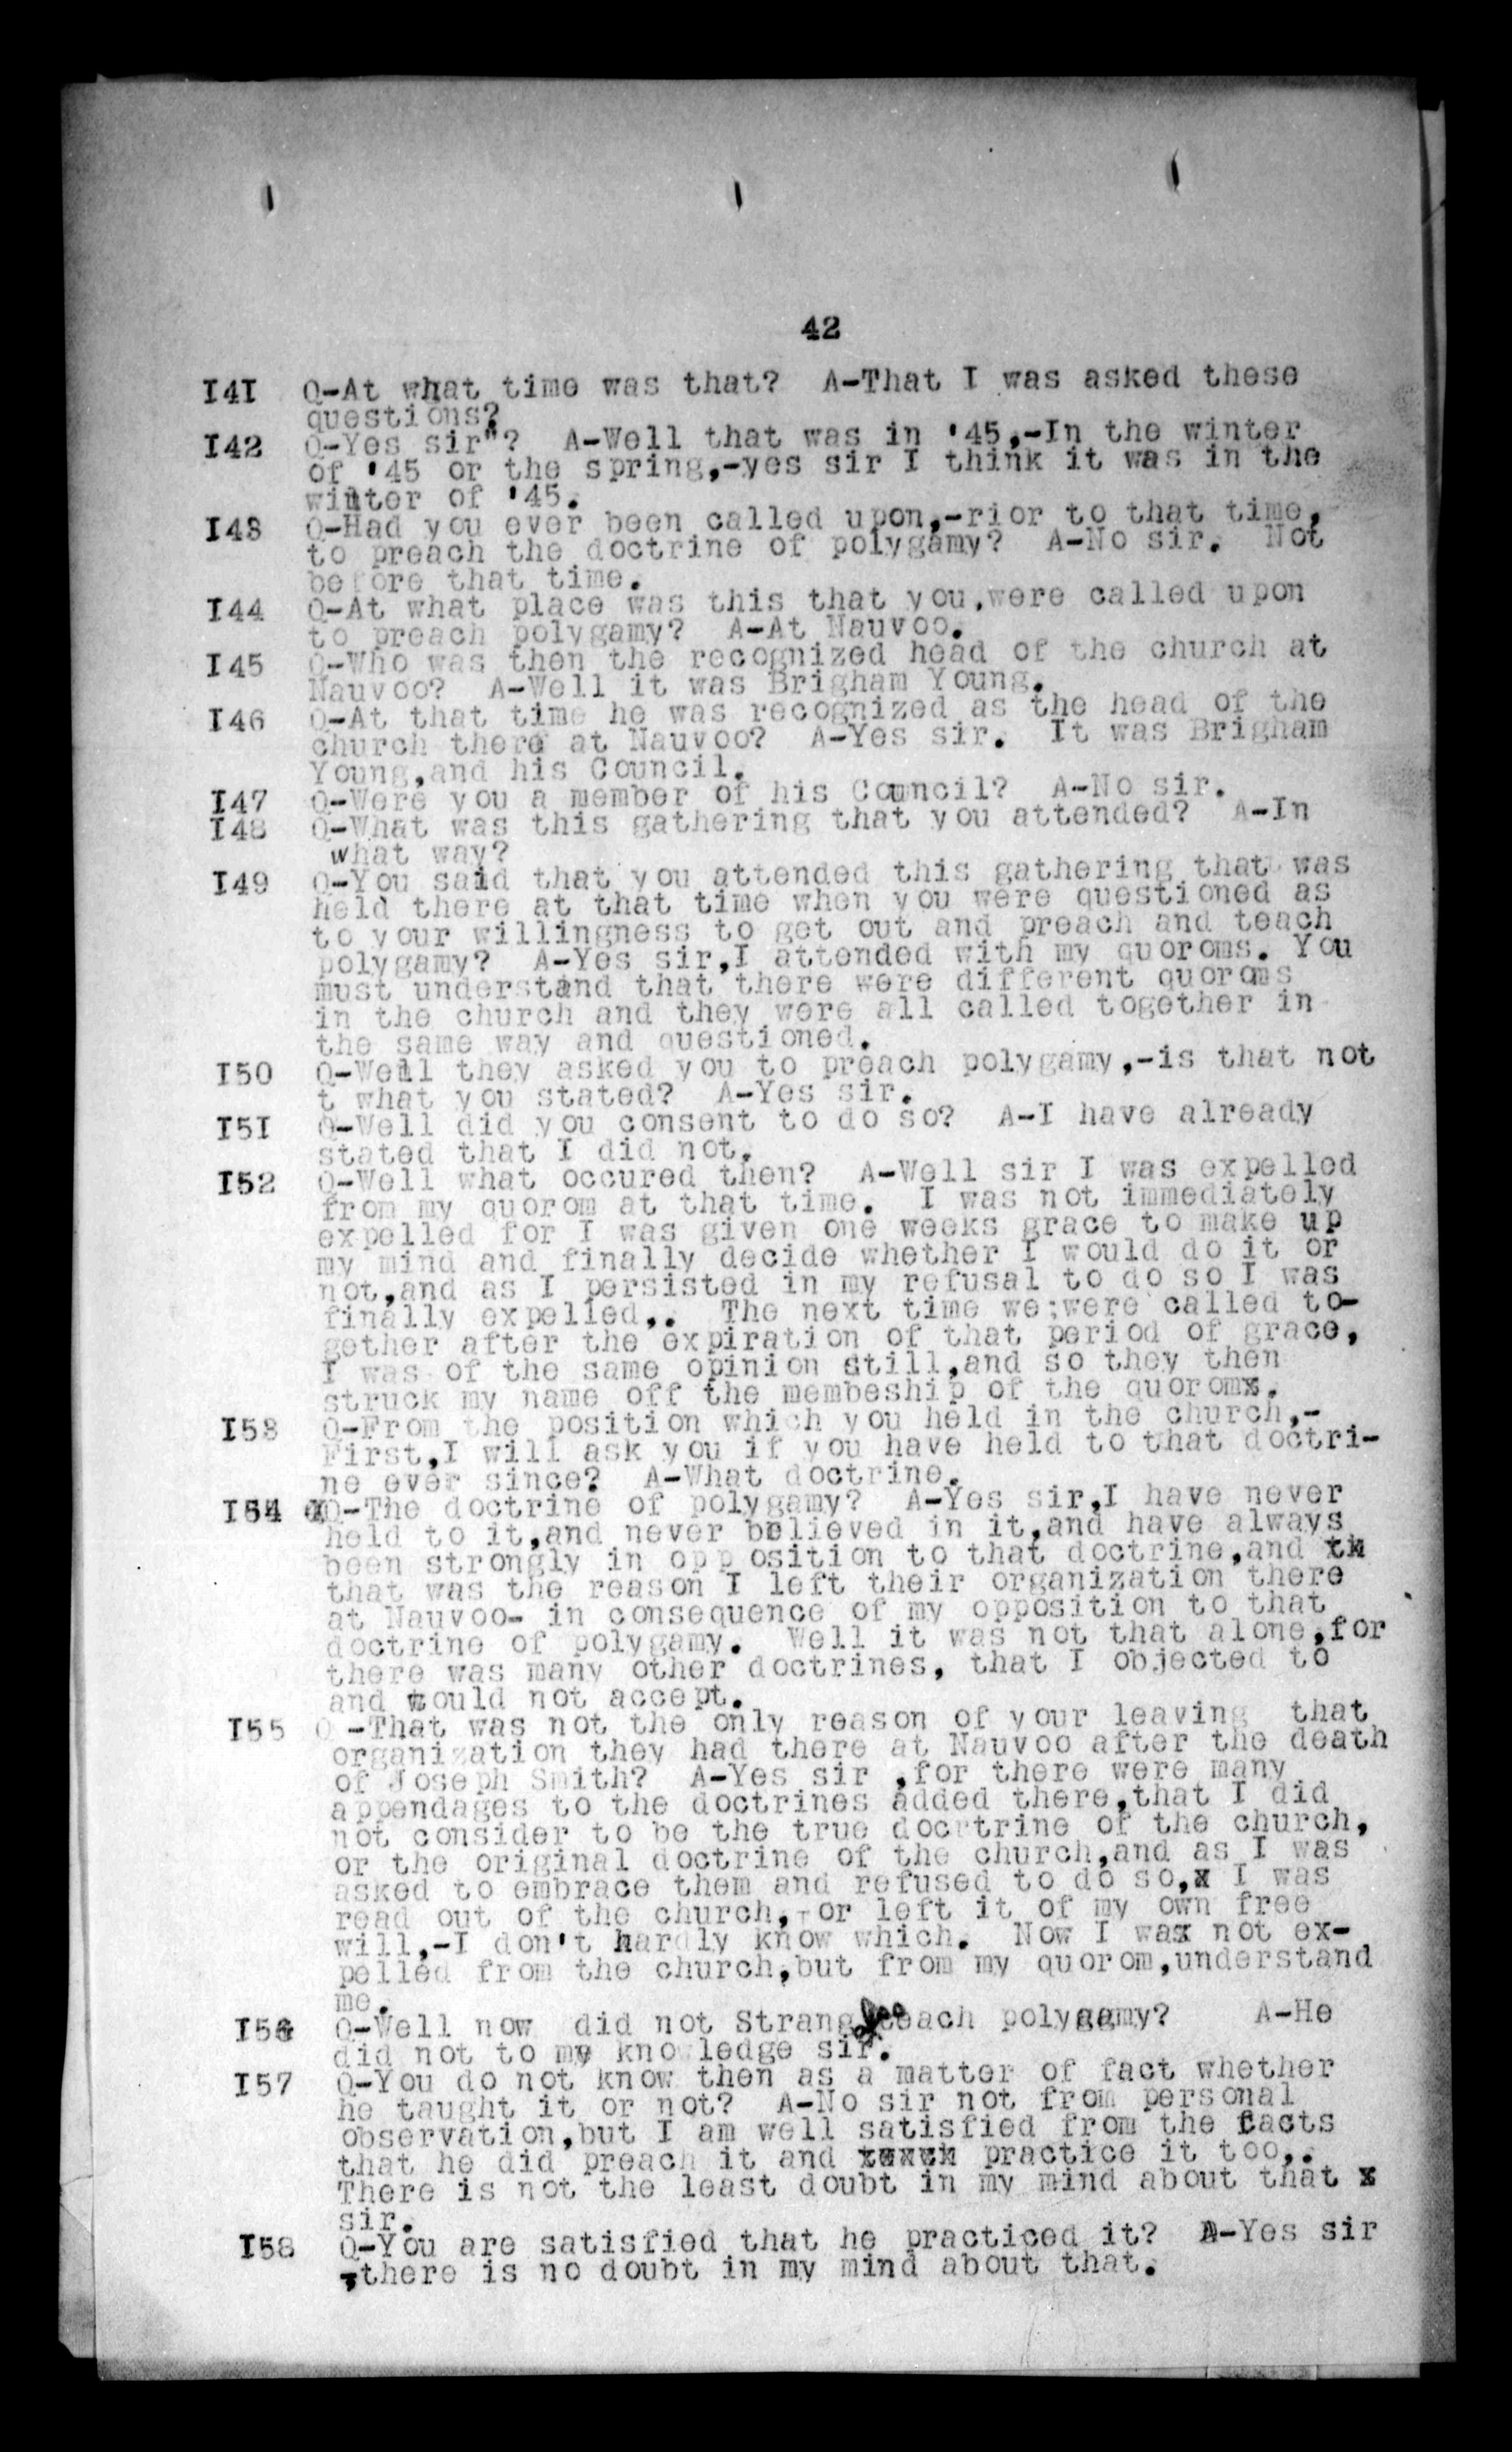 42
I4I Q-At what time was that? A-That I was asked these
questions?
I42 Q-Yes sir"? A-Well that was in '45,-In the winter
of '45 or the spring,-yes sir I think it was in the
winter of '45.
I43 Q-Had you ever been called upon,-rior to that time,
to preach the doctrine of polygamy? A-No sir. Not
before that time.
I44 Q-At what place was this that you,were called upon
to preach polygamy? A-At Nauvoo.
I45 Q-Who was then the recognized head of the church at
Nauvoo? A-Well it was Brigham Young.
I46 Q-At that time he was recognized as the head of the
church there at Nauvoo? A-Yes sir. It was Brigham
Young,and his Council.
I47 Q-Were you a member of his Council? A-No sir.
I48 Q-What was this gathering that you attended? A-In
what way?
I49 Q-You said that you attended this gathering that was
held there at that time when you were questioned as
to your willingness to get out and preach and teach
polygamy? A-Yes sir,I attended with my quoroms. You
must understand that there were different quoroms
in the church and they were all called together in
the same way and questioned.
I50 Q-Well they asked you to preach polygamy,-is that not
t what you stated? A-Yes sir.
I5I Q-Well did you consent to do so? A-I have already
stated that I did not.
I52 Q-Well what occured then? A-Well sir I was expelled
from my quorom at that time. I was not immediately
expelled for I was given one weeks grace to make up
my mind and finally decide whether I would do it or
not,and as I persisted in my refusal to do so I was
finally expelled,. The next time we;were called to-
gether after the expiration of that period of grace,
I was of the same opinion still,and so they then
struck my name off the membeship of the quoromx.
I53 Q-From the position which you held in the church,-
First,I will ask you if you have held to that doctri-
ne ever since? A-What doctrine.
I54 Q-The doctrine of polygamy? A-Yes sir,I have never
held to it,and never believed in it,and have always
been strongly in opposition to that doctrine,and tk
that was the reason I left their organization there
at Nauvoo- in consequence of my opposition to that
doctrine of polygamy. Well it was not that alone,for
there was many other doctrines, that I objected to
and could not accept.
I55 Q -That was not the only reason of your leaving that
organization they had there at Nauvoo after the death
of Joseph Smith? A-Yes sir ,for there were many
appendages to the doctrines added there,that I did
not consider to be the true doctrine of the church,
or the original doctrine of the church,and as I was
asked to embrace them and refused to do so,x I was
read out of the church,-or left it of my own free
will,-I don't hardly know which. Now I was not ex-
pelled from the church,but from my quorom,understand
me.
I56 Q-Well now did not Strang teach polygamy? A-He
did not to my knowledge sir.
I57 Q-You do not know then as a matter of fact whether
he taught it or not? A-No sir not from personal
observation,but I am well satisfied from the facts
that he did preach it and practice it too,.
There is not the least doubt in my mind about that x
sir.
I58 Q-You are satisfied that he practiced it? A-Yes sir
,there is no doubt in my mind about that.